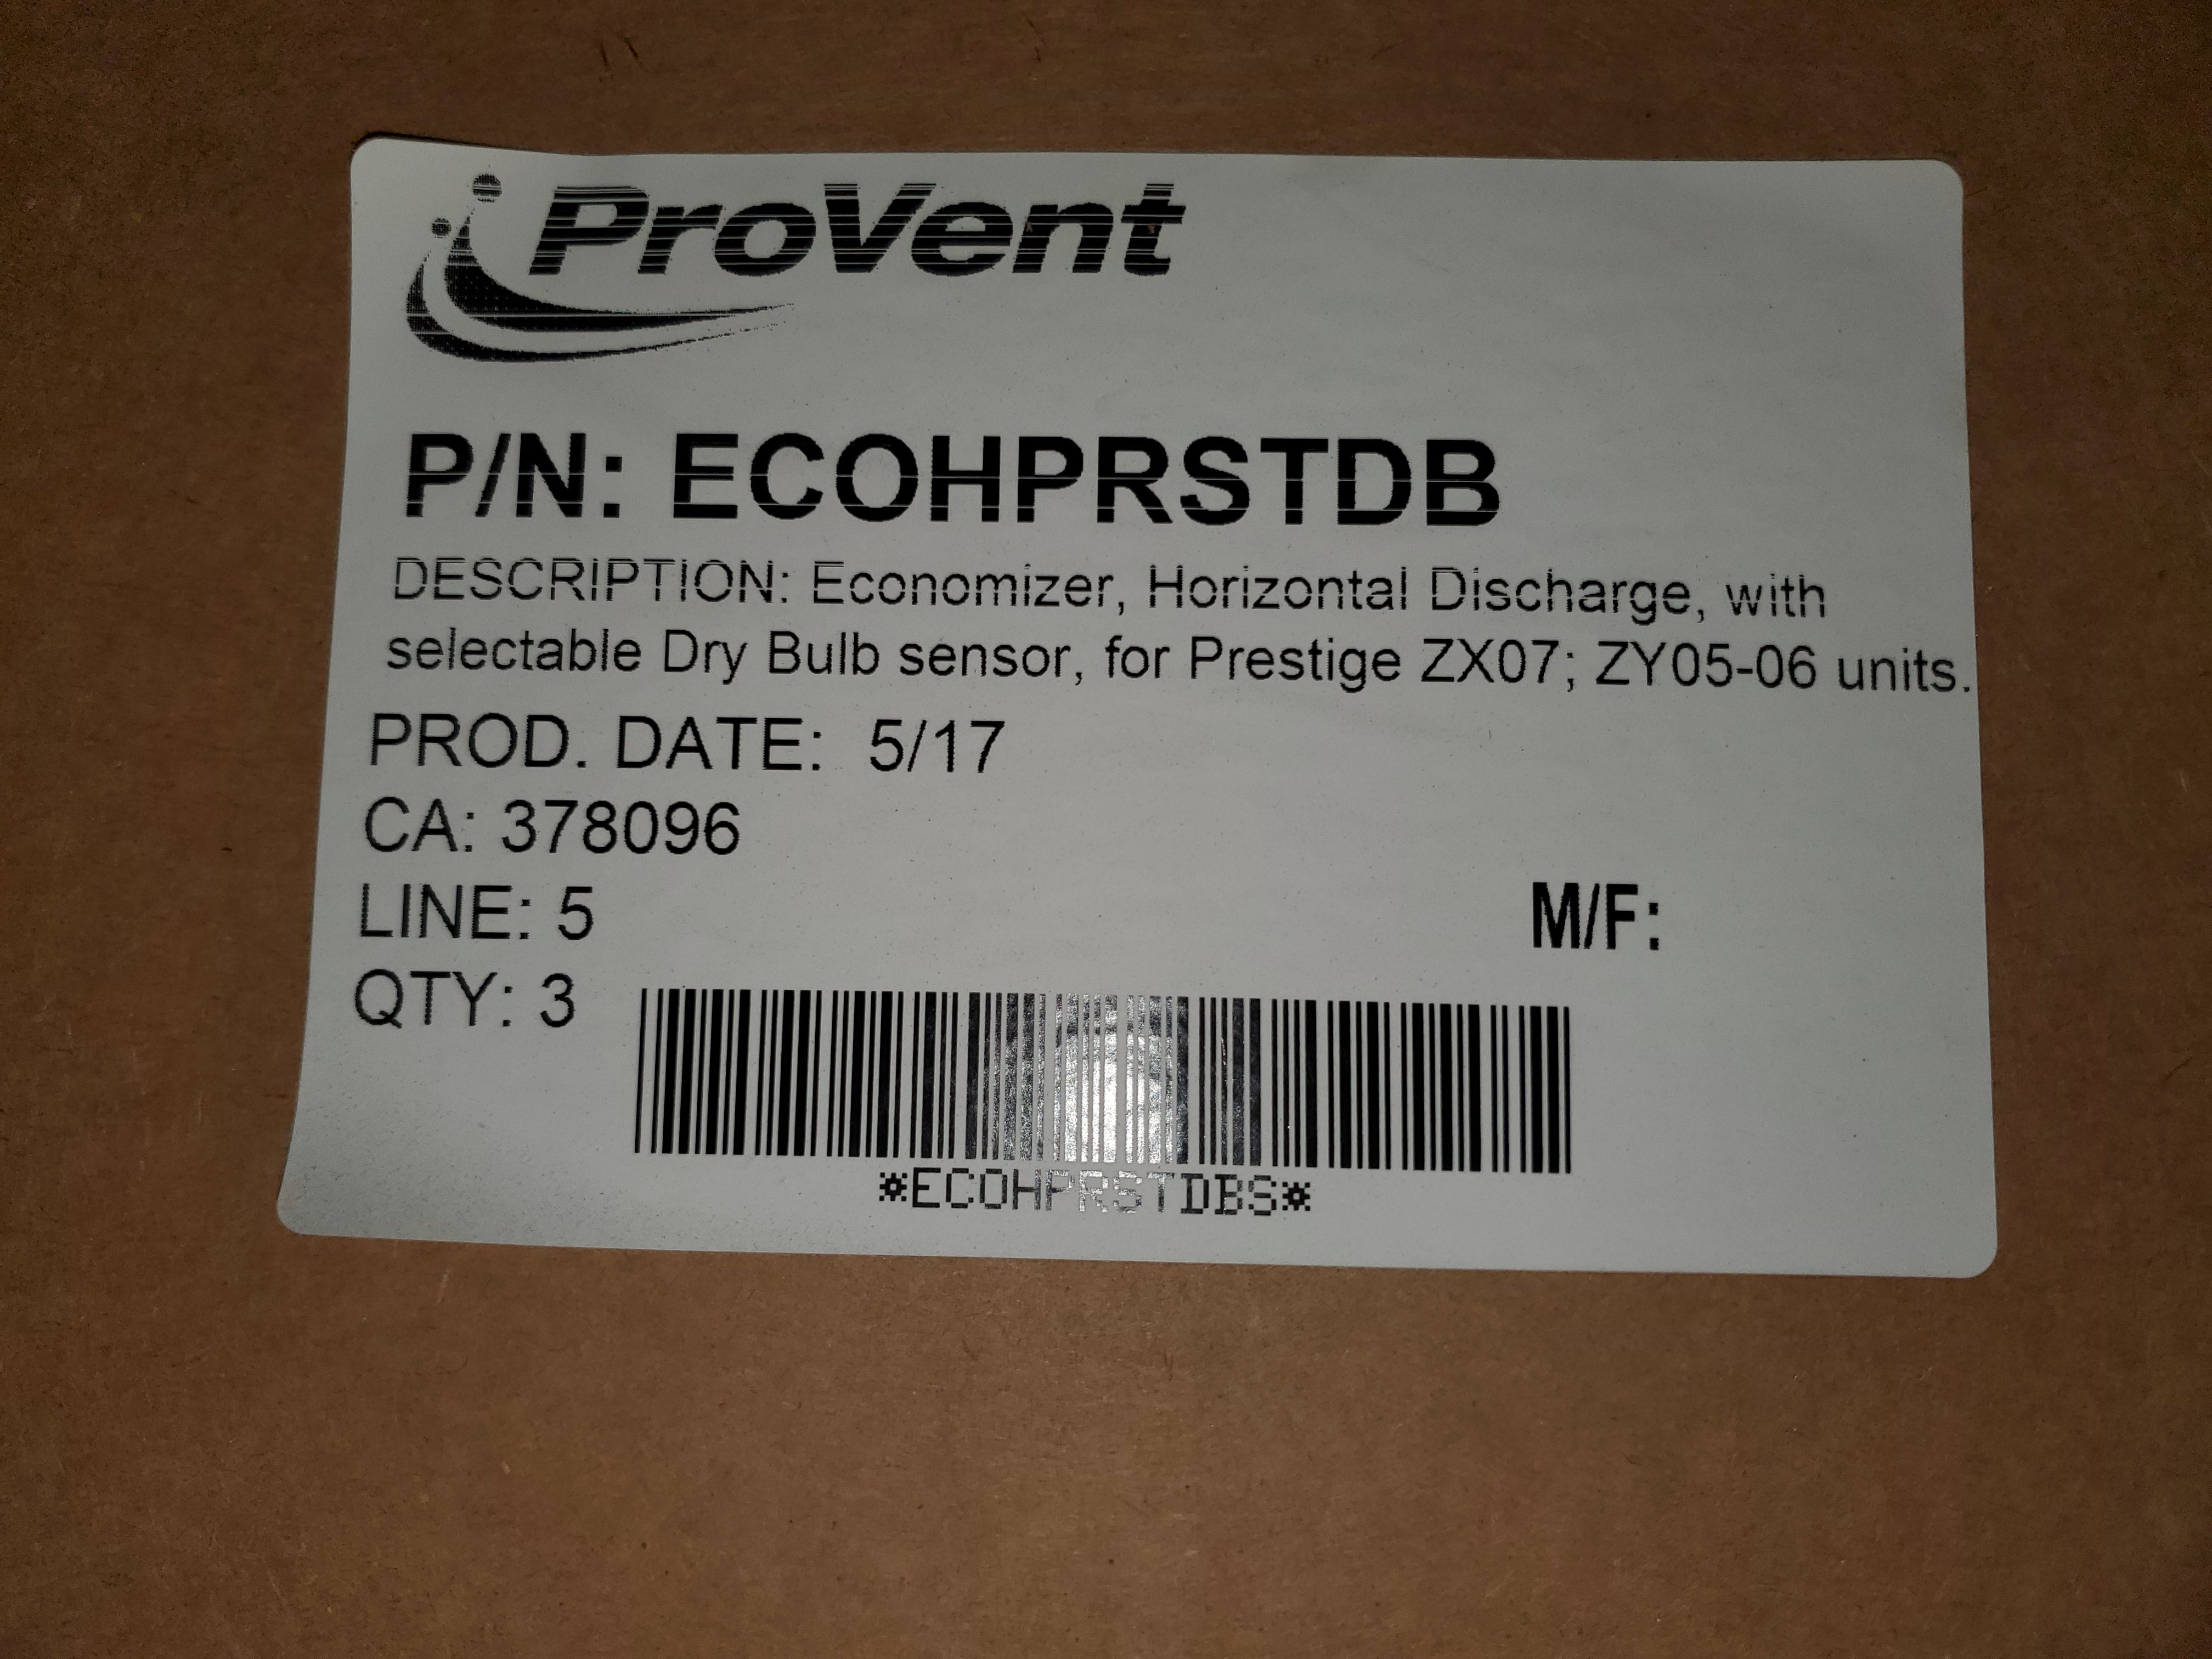 ProVent
P/N: ECOHPRSTDB
DESCRIPTION: Economizer, Horizontal Discharge, with
selectable Dry Bulb sensor, for Prestige ZX07; ZY05-06 units.
PROD. DATE: 5/17
CA: 378096
LINE: 5
M/F:
QTY: 3
*ECOHPRSTDBS*